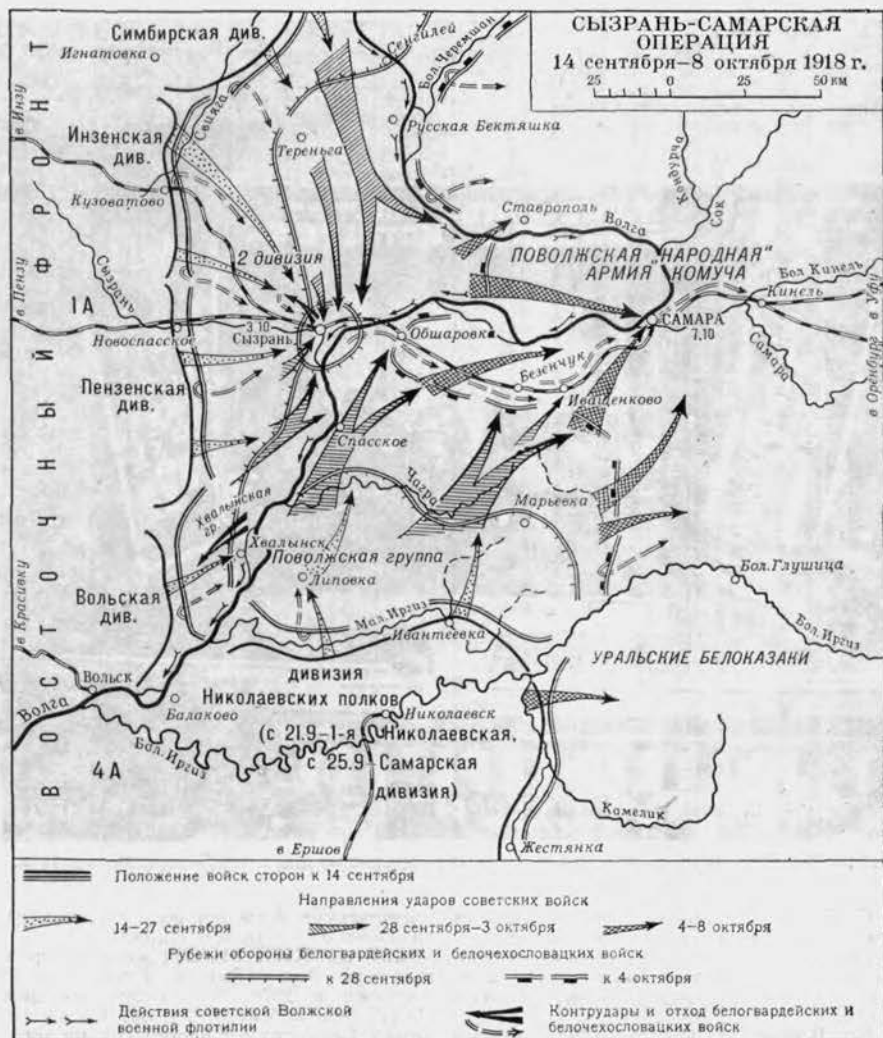 СЫЗРАНЬ-САМАРСКАЯ
ОПЕРАЦИЯ
14 сентября–8 октября 1918 г.
25 0 25 50 км
ВОСТОЧНЫЙ ФРОНТ
Симбирская див.
Игнатовка
Сенгилей
Бол. Черемшан
в Инзу
Свияга
Русская Бектяшка
Инзенская
див.
Тереньга
Кондурча
Кузоватово
Ставрополь
Волга
Сок
Сызрань
2 дивизия
ПОВОЛЖСКАЯ „НАРОДНАЯ"
АРМИЯ КОМУЧА
Бол. Кинель
Кинель
в Пензу
1А
3.10
Сызрань
Новоспасское
Обшаровка
САМАРА
7.10
Самара
в Оренбург
в Уфу
Безенчук
Иващенково
Пензенская
див.
Спасское
Чагра
Марьевка
Хвалынская
гр.
Хвалынск
Поволжская группа
Липовка
Бол. Глушица
в Красивку
Вольская
див.
Мал. Иргиз
Ивантеевка
Бол. Иргиз
УРАЛЬСКИЕ БЕЛОКАЗАКИ
Вольск
Волга
Балаково
дивизия
Николаевских полков
Николаевск
(с 21.9–1-я Николаевская,
с 25.9–Самарская
дивизия)
Бол. Иргиз
4А
Камелик
в Ершов
Жестянка
Положение войск сторон к 14 сентября
Направления ударов советских войск
14–27 сентября 28 сентября–3 октября 4–8 октября
Рубежи обороны белогвардейских и белочехословацких войск
к 28 сентября к 4 октября
Действия советской Волжской
военной флотилии
Контрудары и отход белогвардейских и
белочехословацких войск